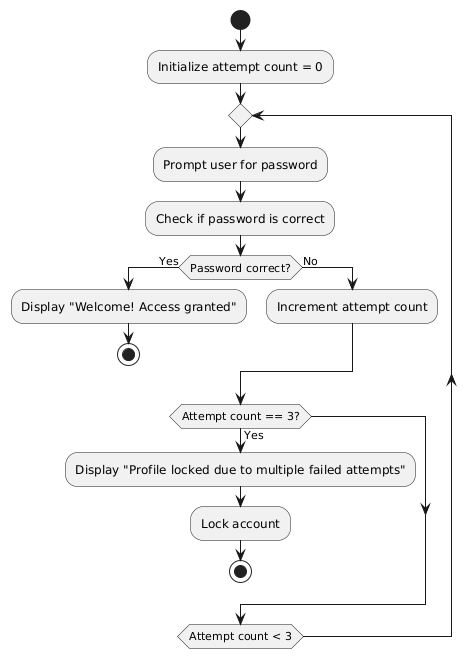 Initialize attempt count = 0
Prompt user for password
Check if password is correct
Yes
Password correct?
No
Display "Welcome! Access granted"
Increment attempt count
Attempt count == 3?
Yes
Display "Profile locked due to multiple failed attempts"
Lock account
Attempt count < 3